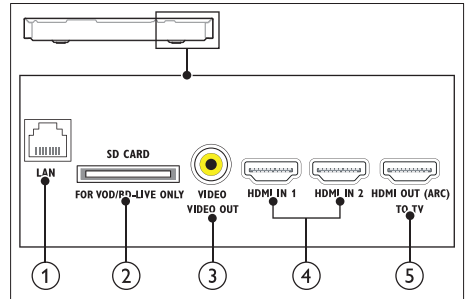 LAN
SD CARD
FOR VOD/BD-LIVE ONLY
VIDEO
VIDEO OUT
HDMI IN 1
HDMI IN 2
HDMI OUT (ARC)
TO TV
1
2
3
4
5